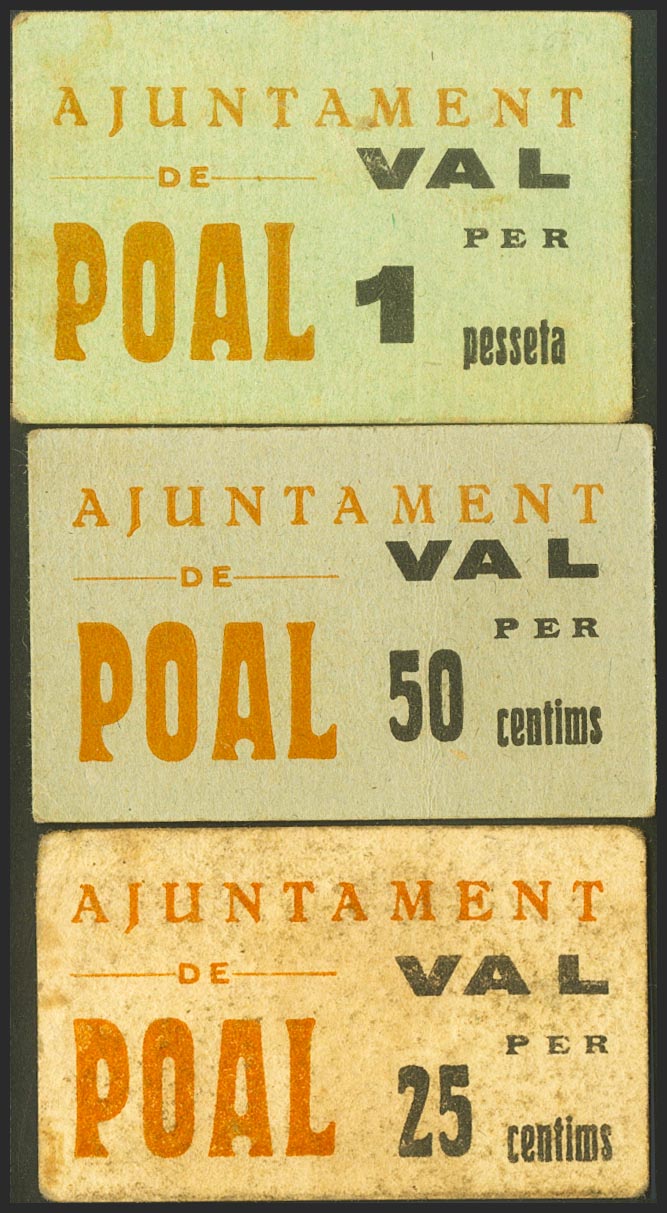 AJUNTAMENT
DE
POAL
VAL
PER
1 pesseta
AJUNTAMENT
DE
POAL
VAL
PER
50 centims
AJUNTAMENT
DE
POAL
VAL
PER
25 centims